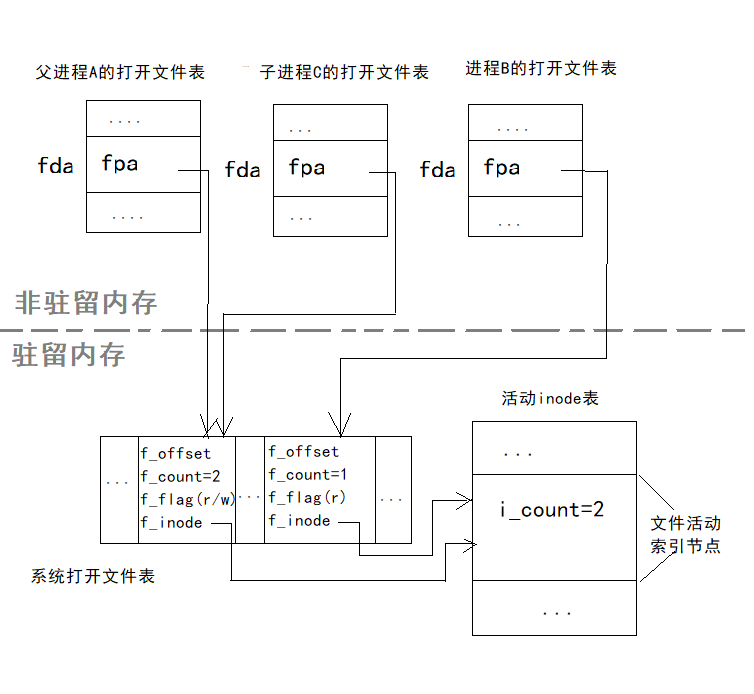 父进程A的打开文件表
子进程C的打开文件表
进程B的打开文件表
....
...
....
fda
fpa
fda
fpa
fda
fpa
....
...
...
非驻留内存
驻留内存
活动inode表
...
f_offset
f_count=2
f_flag(r/w)
f_inode
...
f_offset
f_count=1
f_flag(r)
f_inode
...
系统打开文件表
...
i_count=2
...
文件活动
索引节点